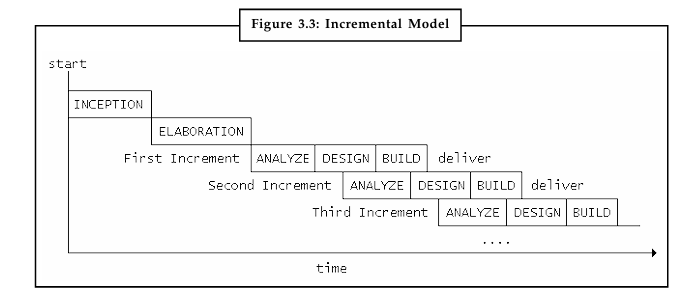 Figure 3.3: Incremental Model
start
INCEPTION
ELABORATION
First Increment ANALYZE DESIGN BUILD deliver
Second Increment ANALYZE DESIGN BUILD deliver
Third Increment ANALYZE DESIGN BUILD
....
time